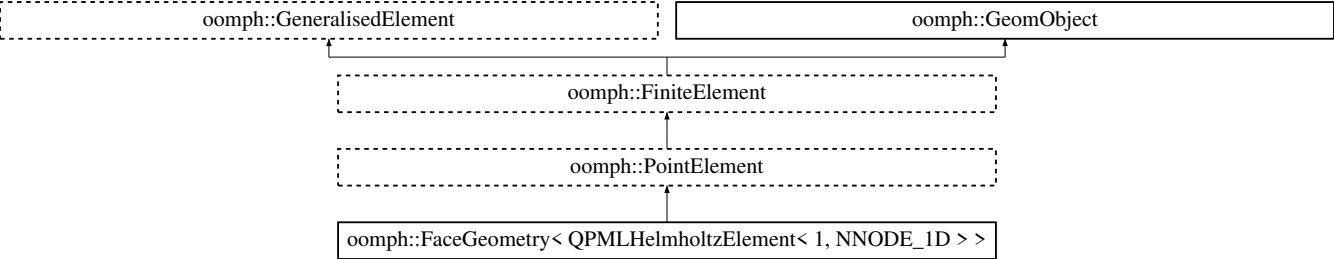 oomph::GeneralisedElement
oomph::GeomObject
oomph::FiniteElement
oomph::PointElement
oomph::FaceGeometry< QPMLHelmholtzElement< 1, NNODE_1D > >